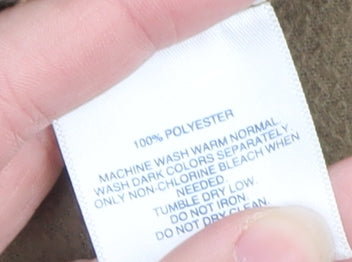 100% POLYESTER
MACHINE WASH WARM NORMAL.
WASH DARK COLORS SEPARATELY.
ONLY NON-CHLORINE BLEACH WHEN
NEEDED.
TUMBLE DRY LOW.
DO NOT IRON.
DO NOT DRY CLEAN.